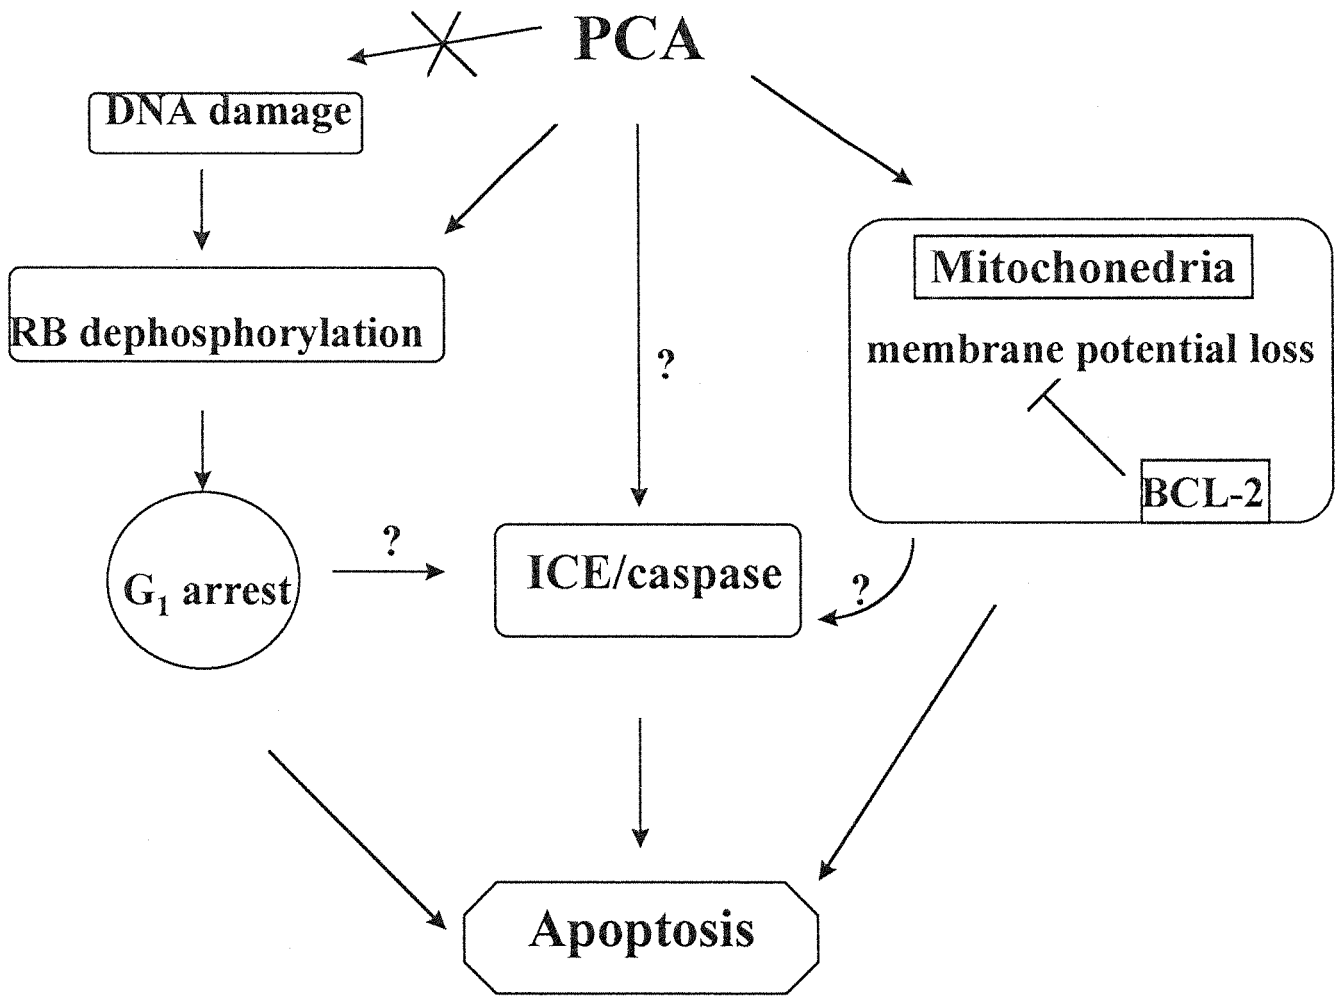 PCA
DNA damage
Mitochonedria
RB dephosphorylation
?
membrane potential loss
BCL-2
?
G₁ arrest
ICE/caspase
?
Apoptosis